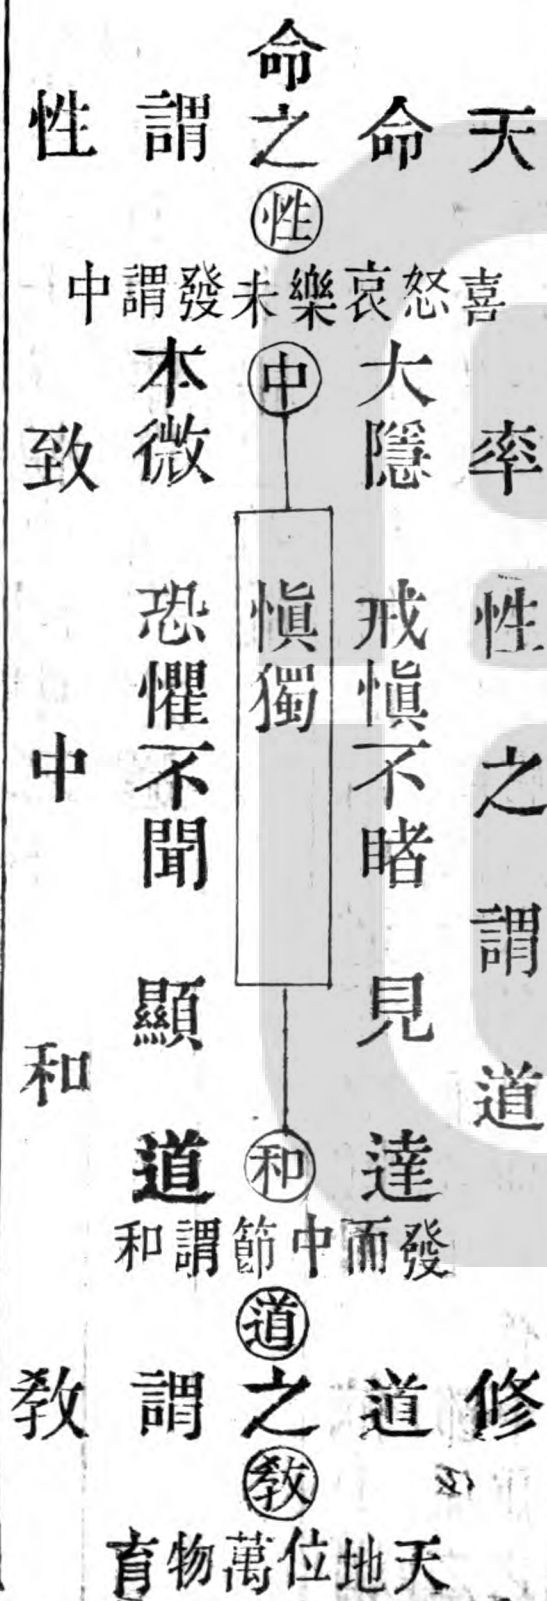 命
天命之謂性
性
喜怒哀樂未發謂中
大中本
隱微
率性之謂道
戒慎不睹
慎獨
恐懼不聞
致中和
見顯
達和道
發而中節謂和
道
修道之謂教
教
天地位萬物育